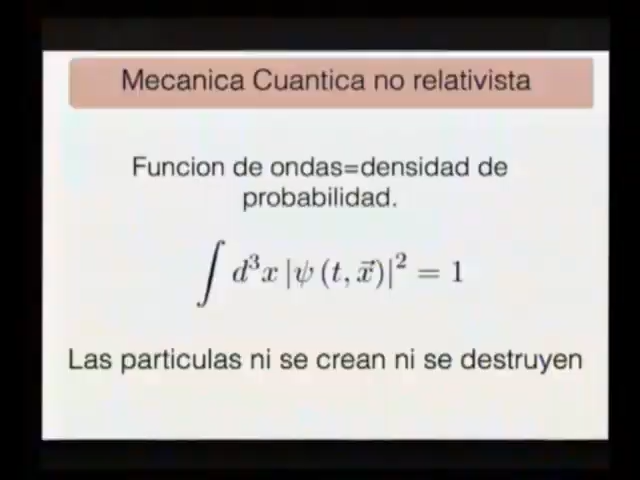 Mecanica Cuantica no relativista
Funcion de ondas=densidad de
probabilidad.
∫ d³x |ψ (t, x⃗)|² = 1
Las particulas ni se crean ni se destruyen